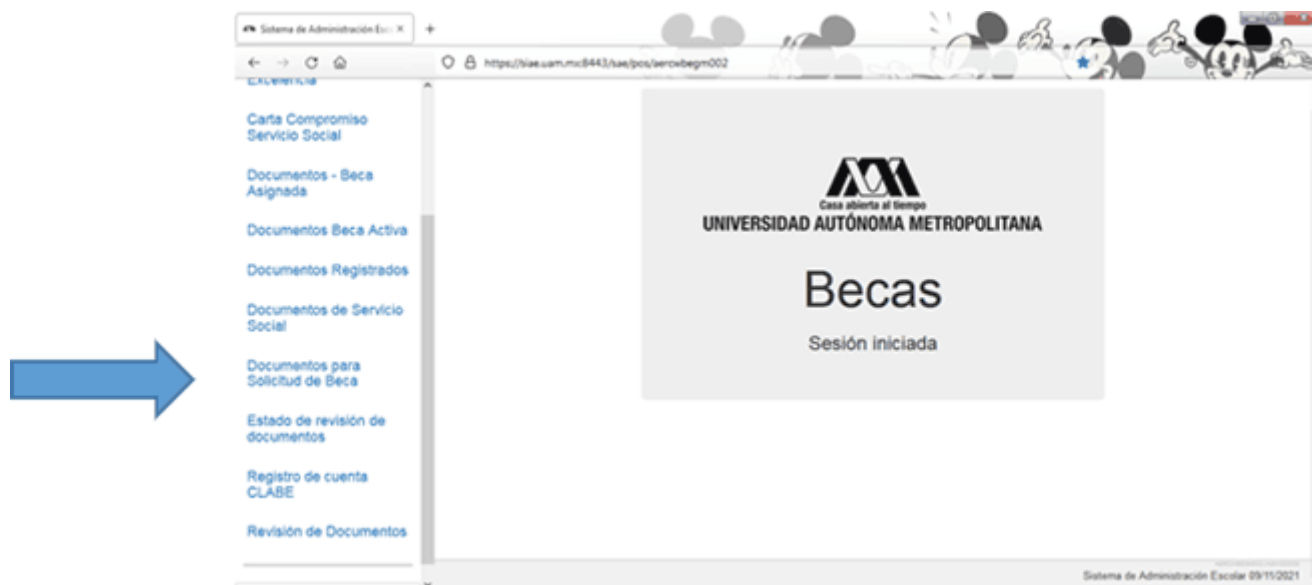 Sistema de Administración Esc
https://siae.uam.mx:8443/sae/pos/aerowbegm002
Excelencia
Carta Compromiso
Servicio Social
Documentos - Beca
Asignada
Documentos Beca Activa
Documentos Registrados
Documentos de Servicio
Social
Documentos para
Solicitud de Beca
Estado de revisión de
documentos
Registro de cuenta
CLABE
Revisión de Documentos
Casa abierta al tiempo
UNIVERSIDAD AUTÓNOMA METROPOLITANA
Becas
Sesión iniciada
Sistema de Administración Escolar 09/11/2021